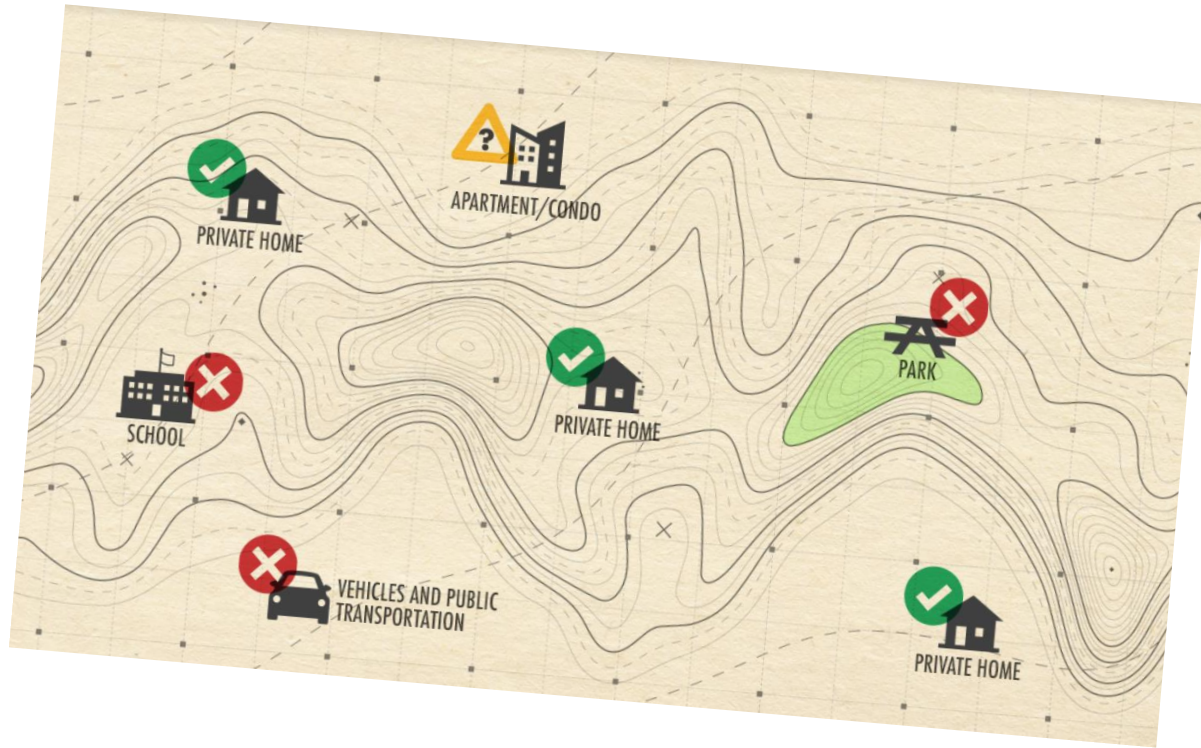 APARTMENT/CONDO
PRIVATE HOME
PARK
PRIVATE HOME
SCHOOL
VEHICLES AND PUBLIC
TRANSPORTATION
PRIVATE HOME
?